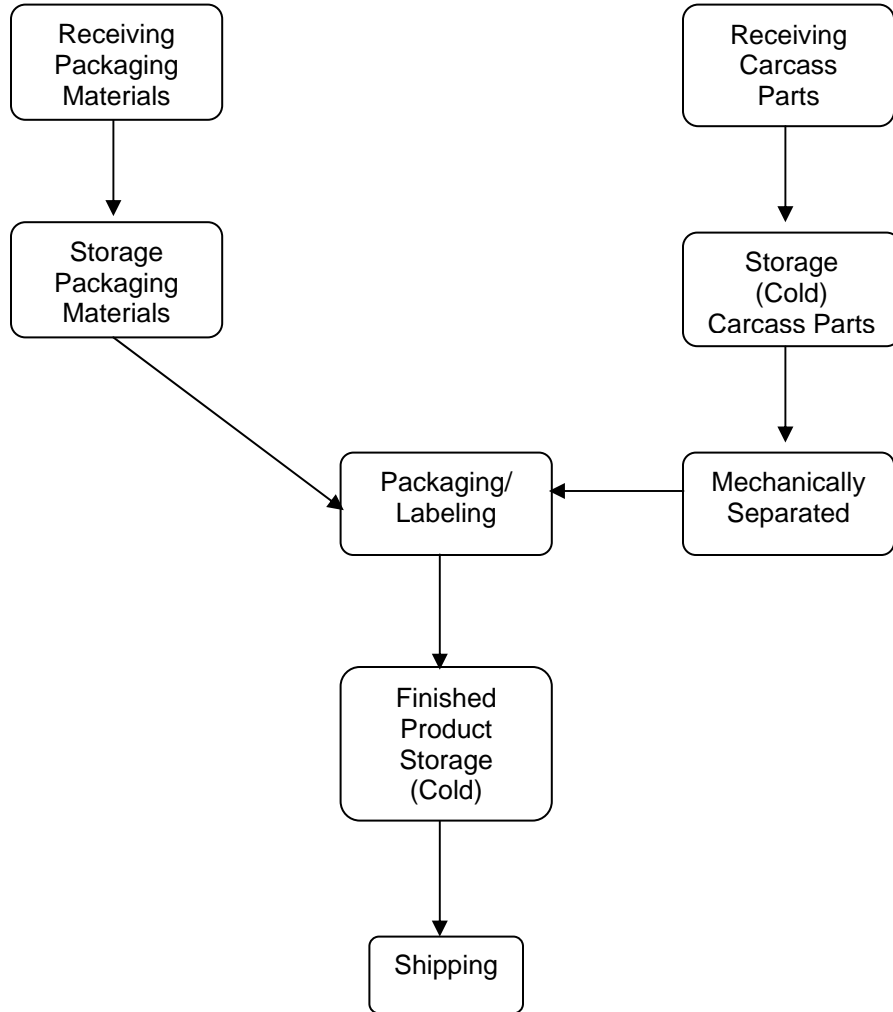 Receiving
Packaging
Materials
Receiving
Carcass
Parts
Storage
Packaging
Materials
Storage
(Cold)
Carcass Parts
Packaging/
Labeling
Mechanically
Separated
Finished
Product
Storage
(Cold)
Shipping